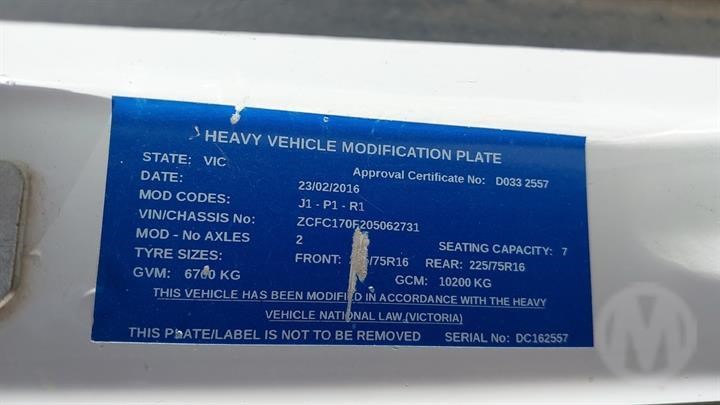 HEAVY VEHICLE MODIFICATION PLATE
STATE: VIC Approval Certificate No: D033 2557
DATE: 23/02/2016
MOD CODES: J1 - P1 - R1
VIN/CHASSIS No: ZCFC170F205062731
MOD - No AXLES 2 SEATING CAPACITY: 7
TYRE SIZES: FRONT: /75R16 REAR: 225/75R16
GVM: 6700 KG GCM: 10200 KG
THIS VEHICLE HAS BEEN MODIFIED IN ACCORDANCE WITH THE HEAVY
VEHICLE NATIONAL LAW (VICTORIA)
THIS PLATE/LABEL IS NOT TO BE REMOVED SERIAL No: DC162557
M